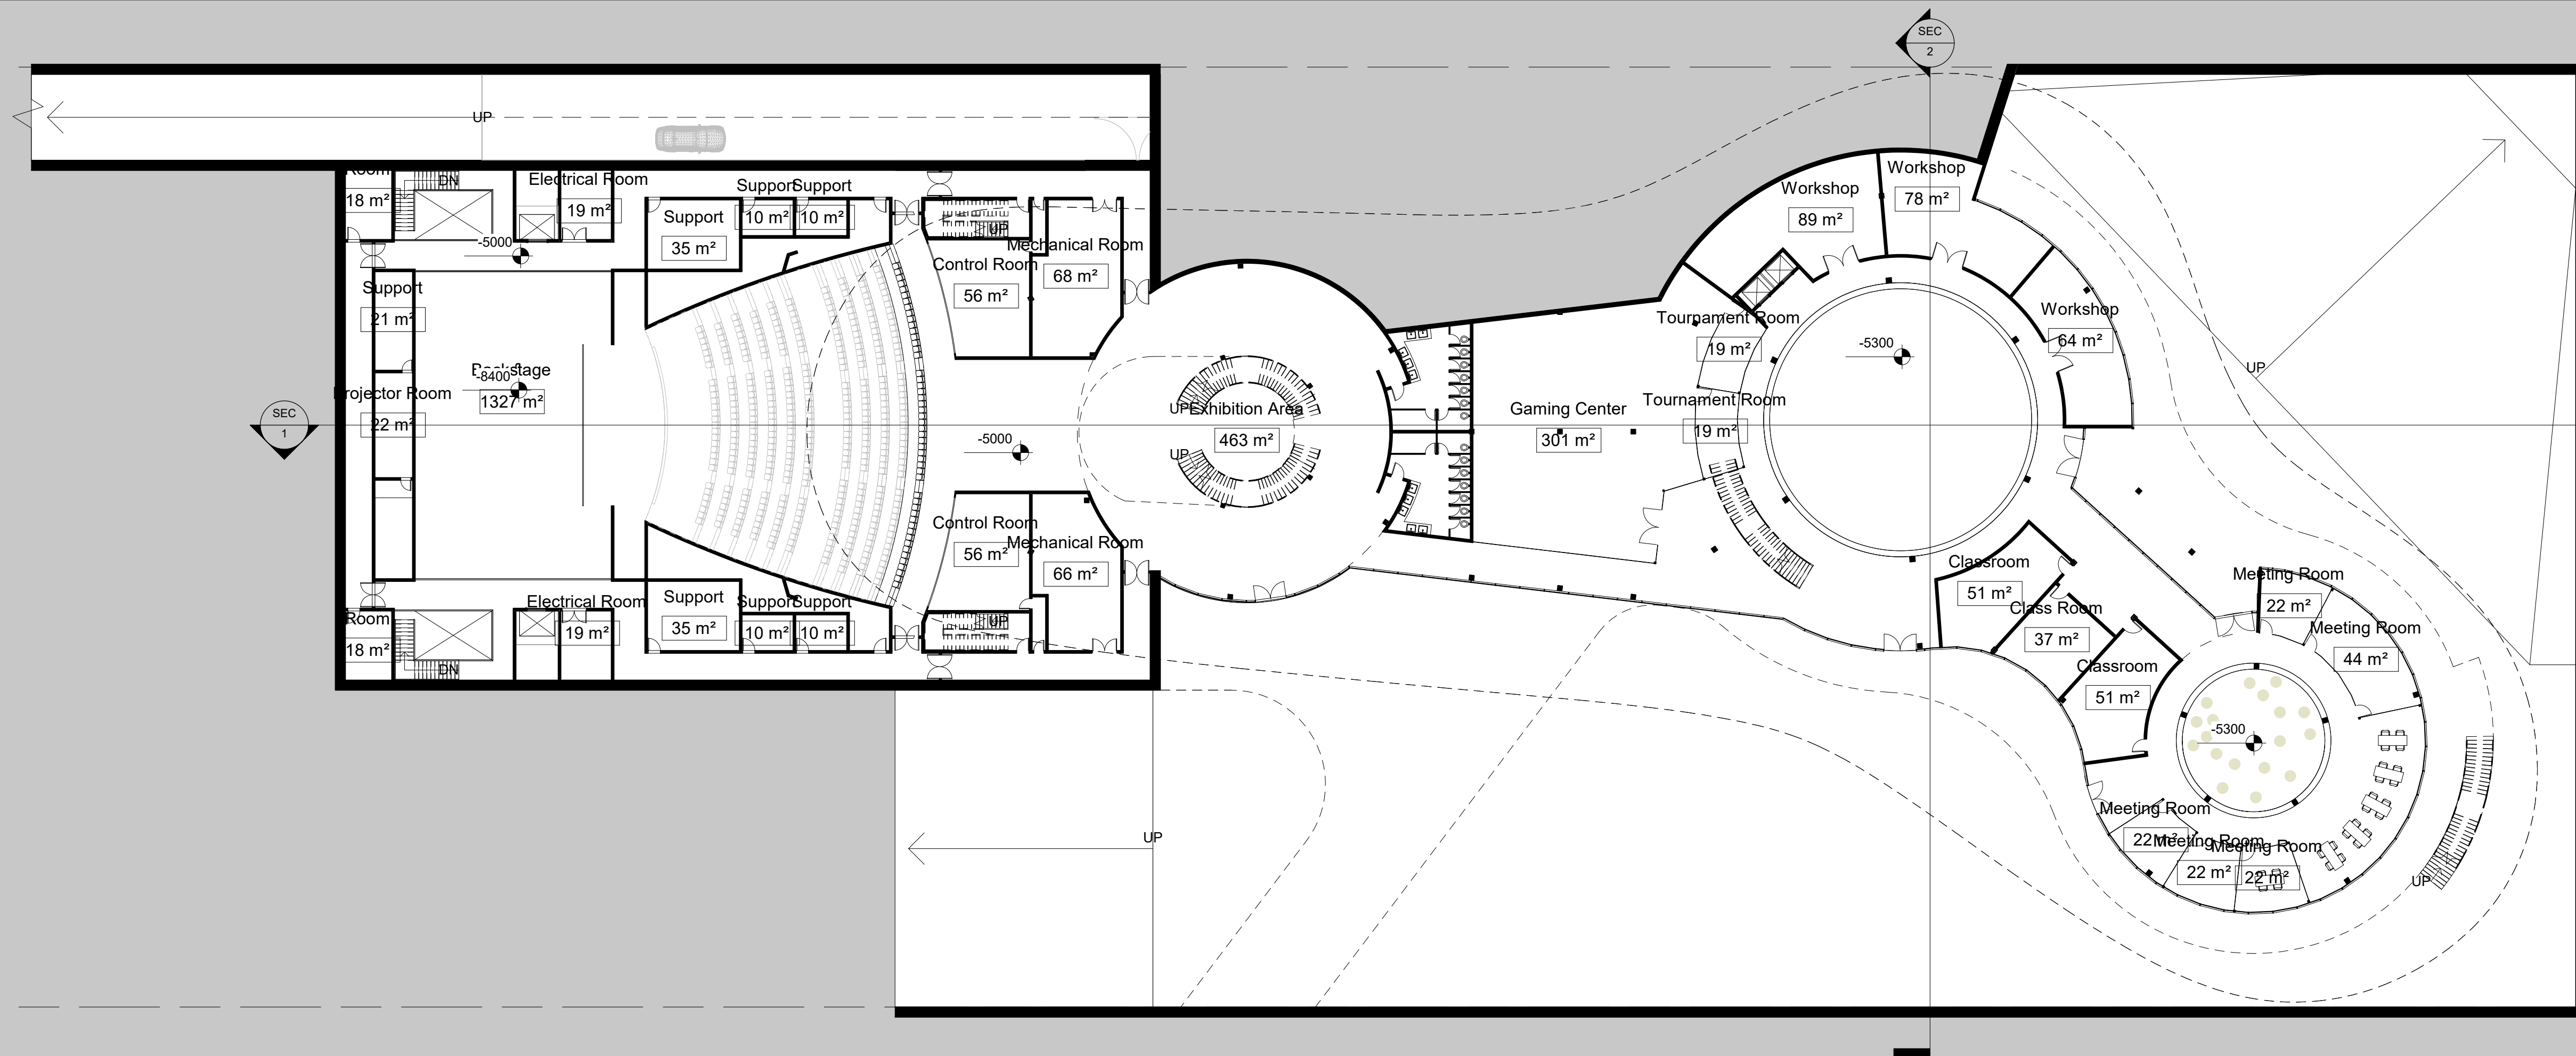 SEC
2
UP
Room
18 m²
DN
Electrical Room
19 m²
-5000
Support
35 m²
Support
10 m²
Support
10 m²
UP
Control Room
56 m²
Mechanical Room
68 m²
Support
21 m²
Projector Room
22 m²
Backstage
-8400
1327 m²
SEC
1
-5000
UP
UP
Exhibition Area
463 m²
Gaming Center
301 m²
Tournament Room
19 m²
Tournament Room
19 m²
Workshop
89 m²
Workshop
78 m²
Workshop
64 m²
-5300
UP
Control Room
56 m²
Mechanical Room
66 m²
UP
Room
18 m²
DN
Electrical Room
19 m²
Support
35 m²
Support
10 m²
Support
10 m²
Classroom
51 m²
Class Room
37 m²
Classroom
51 m²
Meeting Room
22 m²
Meeting Room
44 m²
-5300
Meeting Room
22 m²
Meeting Room
22 m²
Meeting Room
22 m²
UP
UP